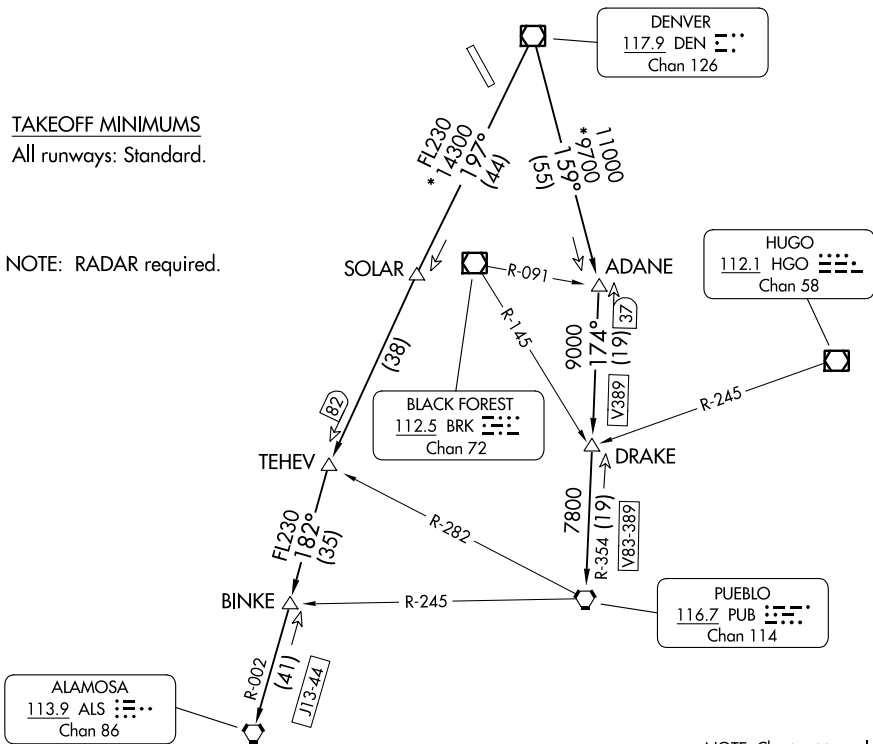 DENVER
117.9 DEN
Chan 126
TAKEOFF MINIMUMS
All runways: Standard.
FL230
*14300
197°
(44)
11000
*9700
159°
(55)
NOTE: RADAR required.
SOLAR
R-091
ADANE
HUGO
112.1 HGO
Chan 58
R-145
37
9000
174°
(19)
V389
(38)
R-245
82
BLACK FOREST
112.5 BRK
Chan 72
TEHEV
DRAKE
R-282
7800
R-354 (19)
V83-389
FL230
182°
(35)
BINKE
R-245
PUEBLO
116.7 PUB
Chan 114
R-002
(41)
J13-44
ALAMOSA
113.9 ALS
Chan 86